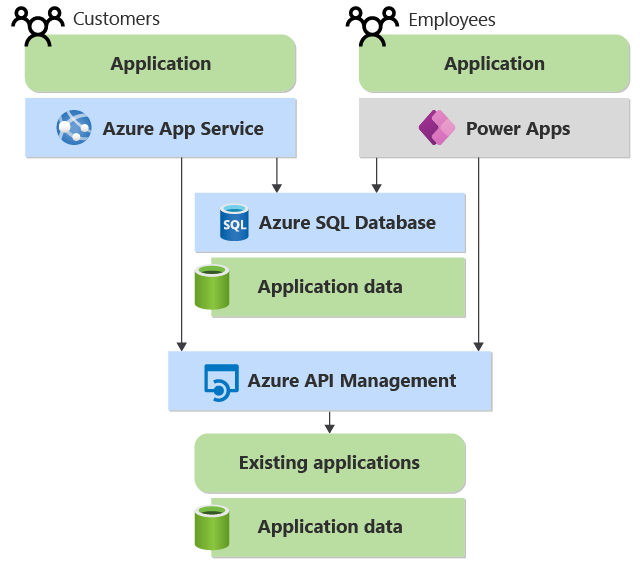 Customers
Employees
Application
Application
Azure App Service
Power Apps
SQL
Azure SQL Database
Application data
Azure API Management
Existing applications
Application data